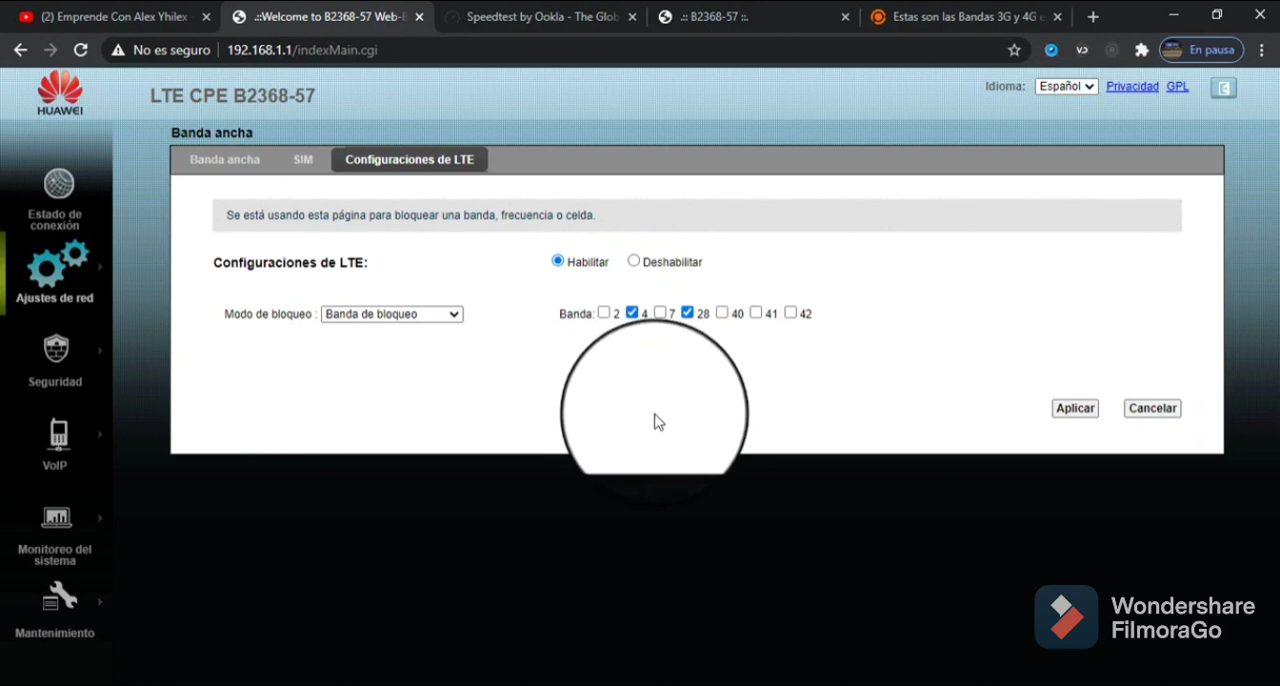 (2) Emprende Con Alex Yhilex
.::Welcome to B2368-57 Web-B
Speedtest by Ookla - The Glob
.:: B2368-57 ::.
Estas son las Bandas 3G y 4G e
No es seguro
192.168.1.1/indexMain.cgi
En pausa
HUAWEI
LTE CPE B2368-57
Idioma:
Español
Privacidad
GPL
Banda ancha
Banda ancha
SIM
Configuraciones de LTE
Se está usando esta página para bloquear una banda, frecuencia o celda.
Configuraciones de LTE:
Habilitar
Deshabilitar
Modo de bloqueo :
Banda de bloqueo
Banda: 2 4 7 28 40 41 42
Aplicar
Cancelar
Estado de
conexión
Ajustes de red
Seguridad
VoIP
Monitoreo del
sistema
Mantenimiento
Wondershare
FilmoraGo